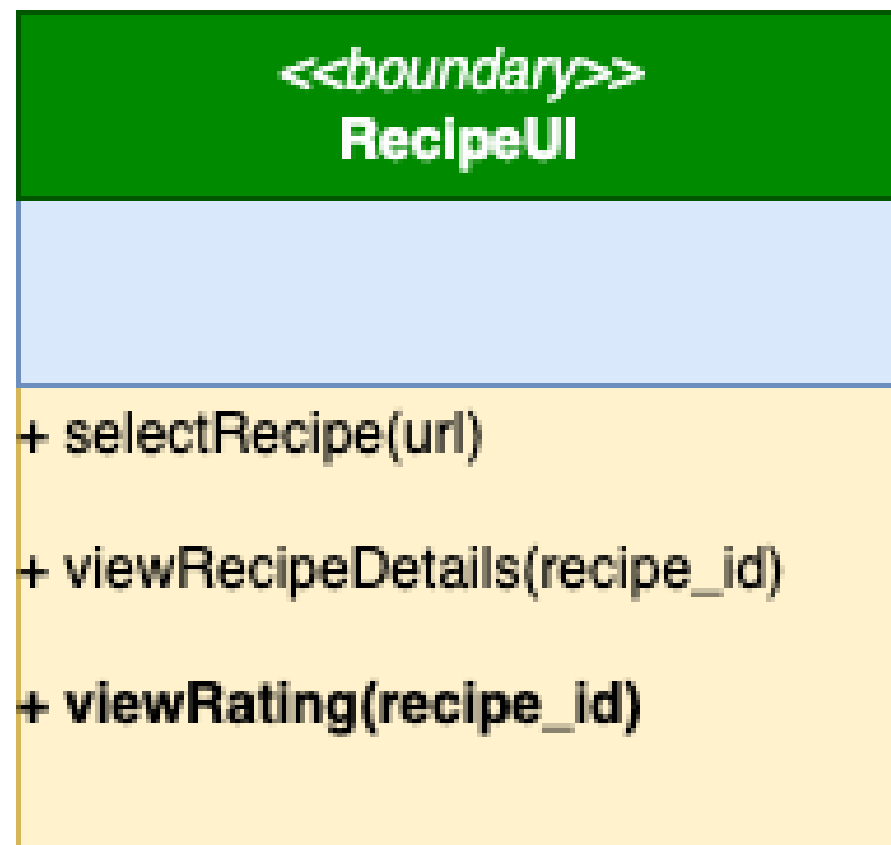 <<boundary>>
RecipeUI
+ selectRecipe(url)
+ viewRecipeDetails(recipe_id)
+ viewRating(recipe_id)